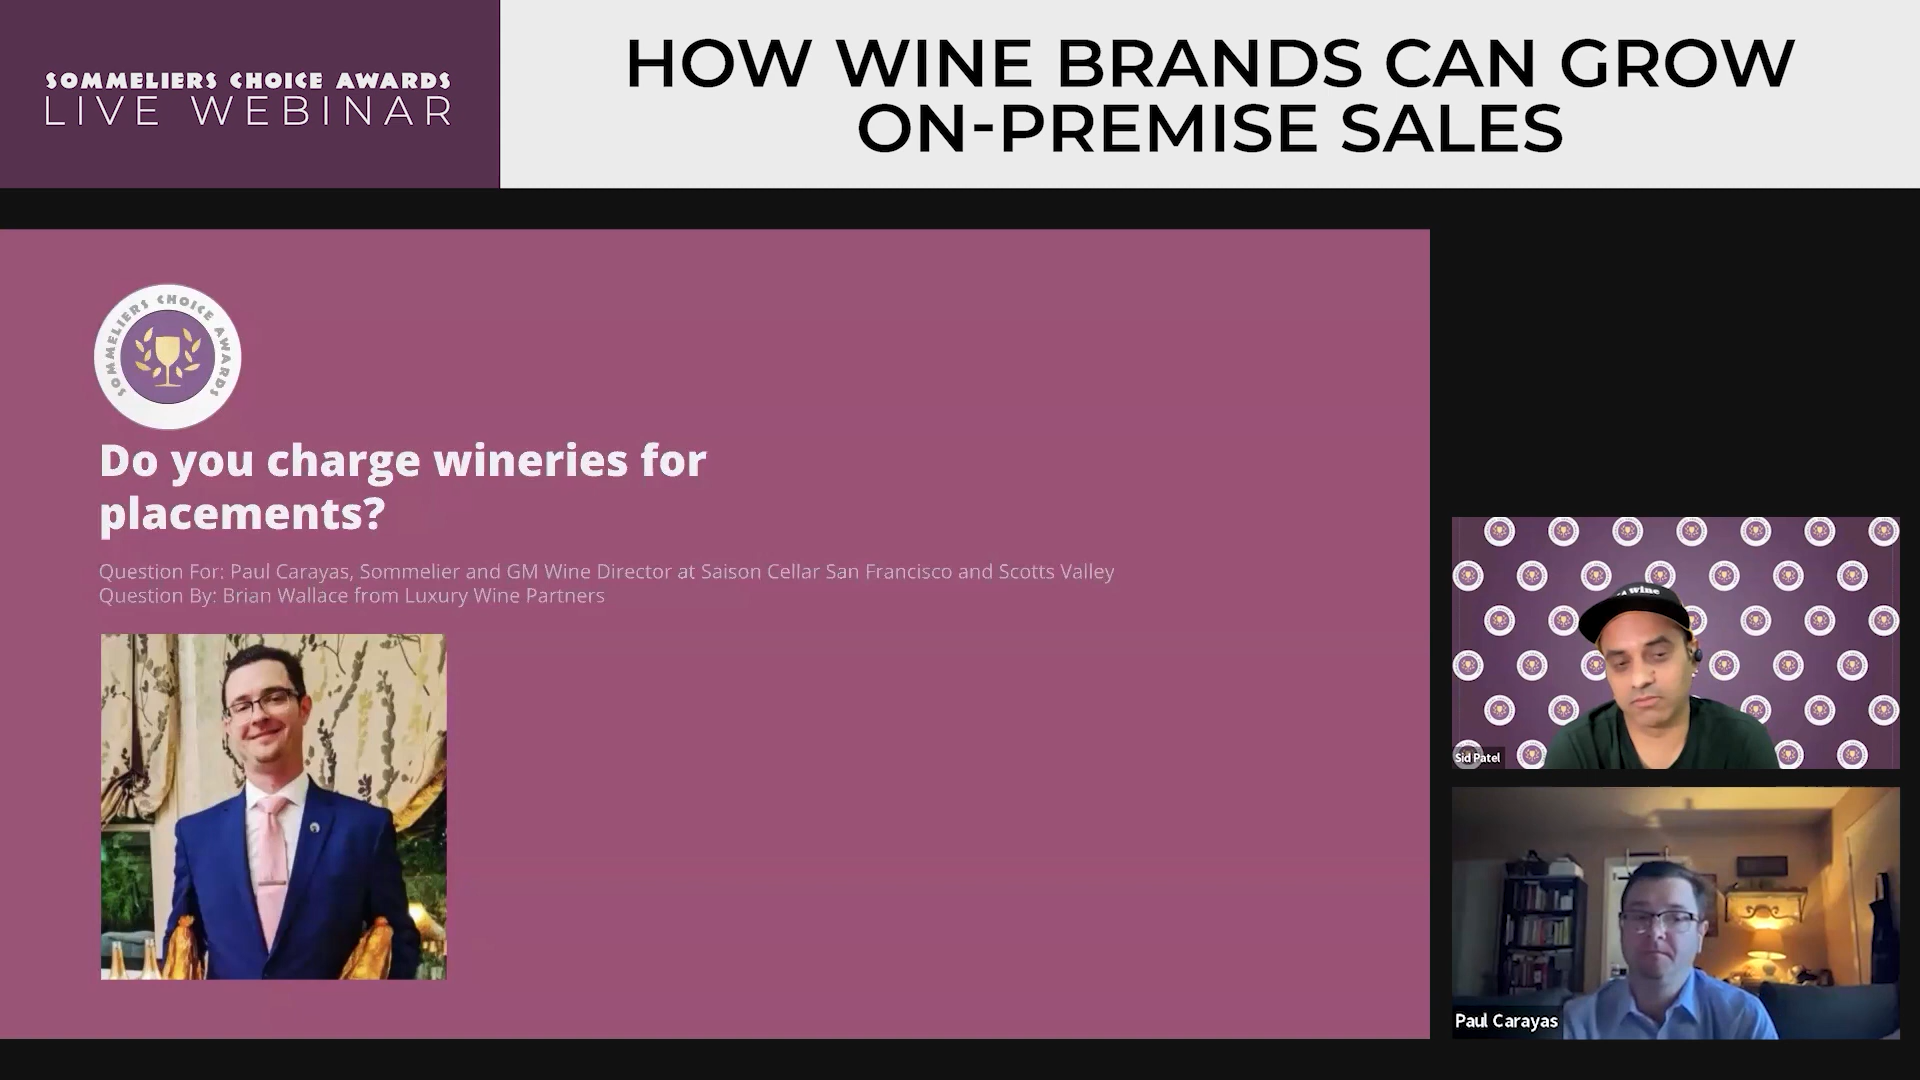 SOMMELIERS CHOICE AWARDS
LIVE WEBINAR
HOW WINE BRANDS CAN GROW
ON-PREMISE SALES
SOMMELIERS CHOICE AWARDS
Do you charge wineries for
placements?
Question For: Paul Carayas, Sommelier and GM Wine Director at Saison Cellar San Francisco and Scotts Valley
Question By: Brian Wallace from Luxury Wine Partners
Wine
Sid Patel
Paul Carayas